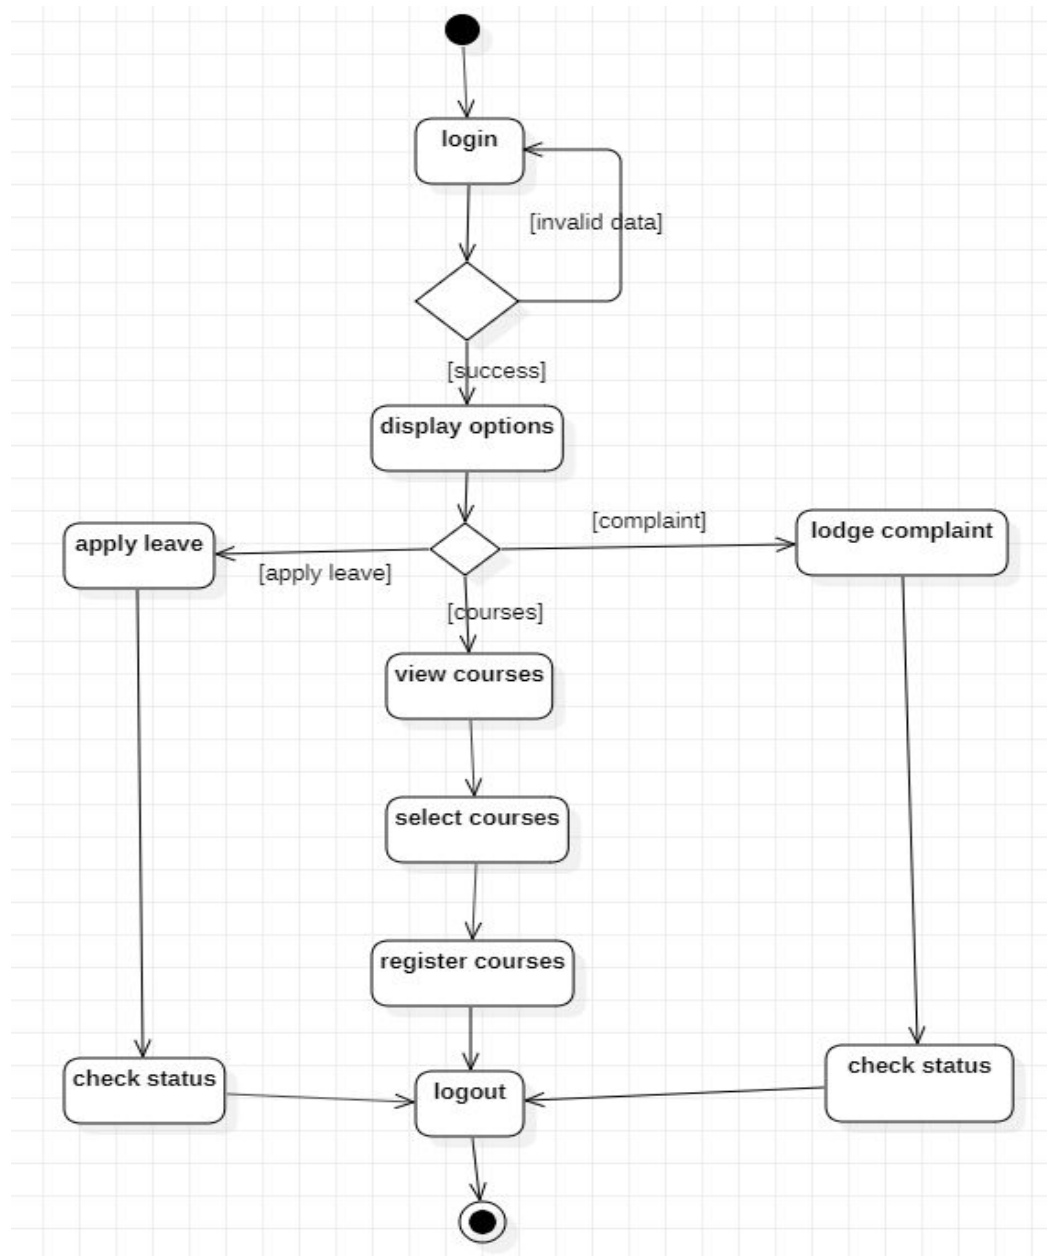 login
[invalid data]
[success]
display options
[complaint]
lodge complaint
apply leave
[apply leave]
[courses]
view courses
select courses
register courses
check status
logout
check status